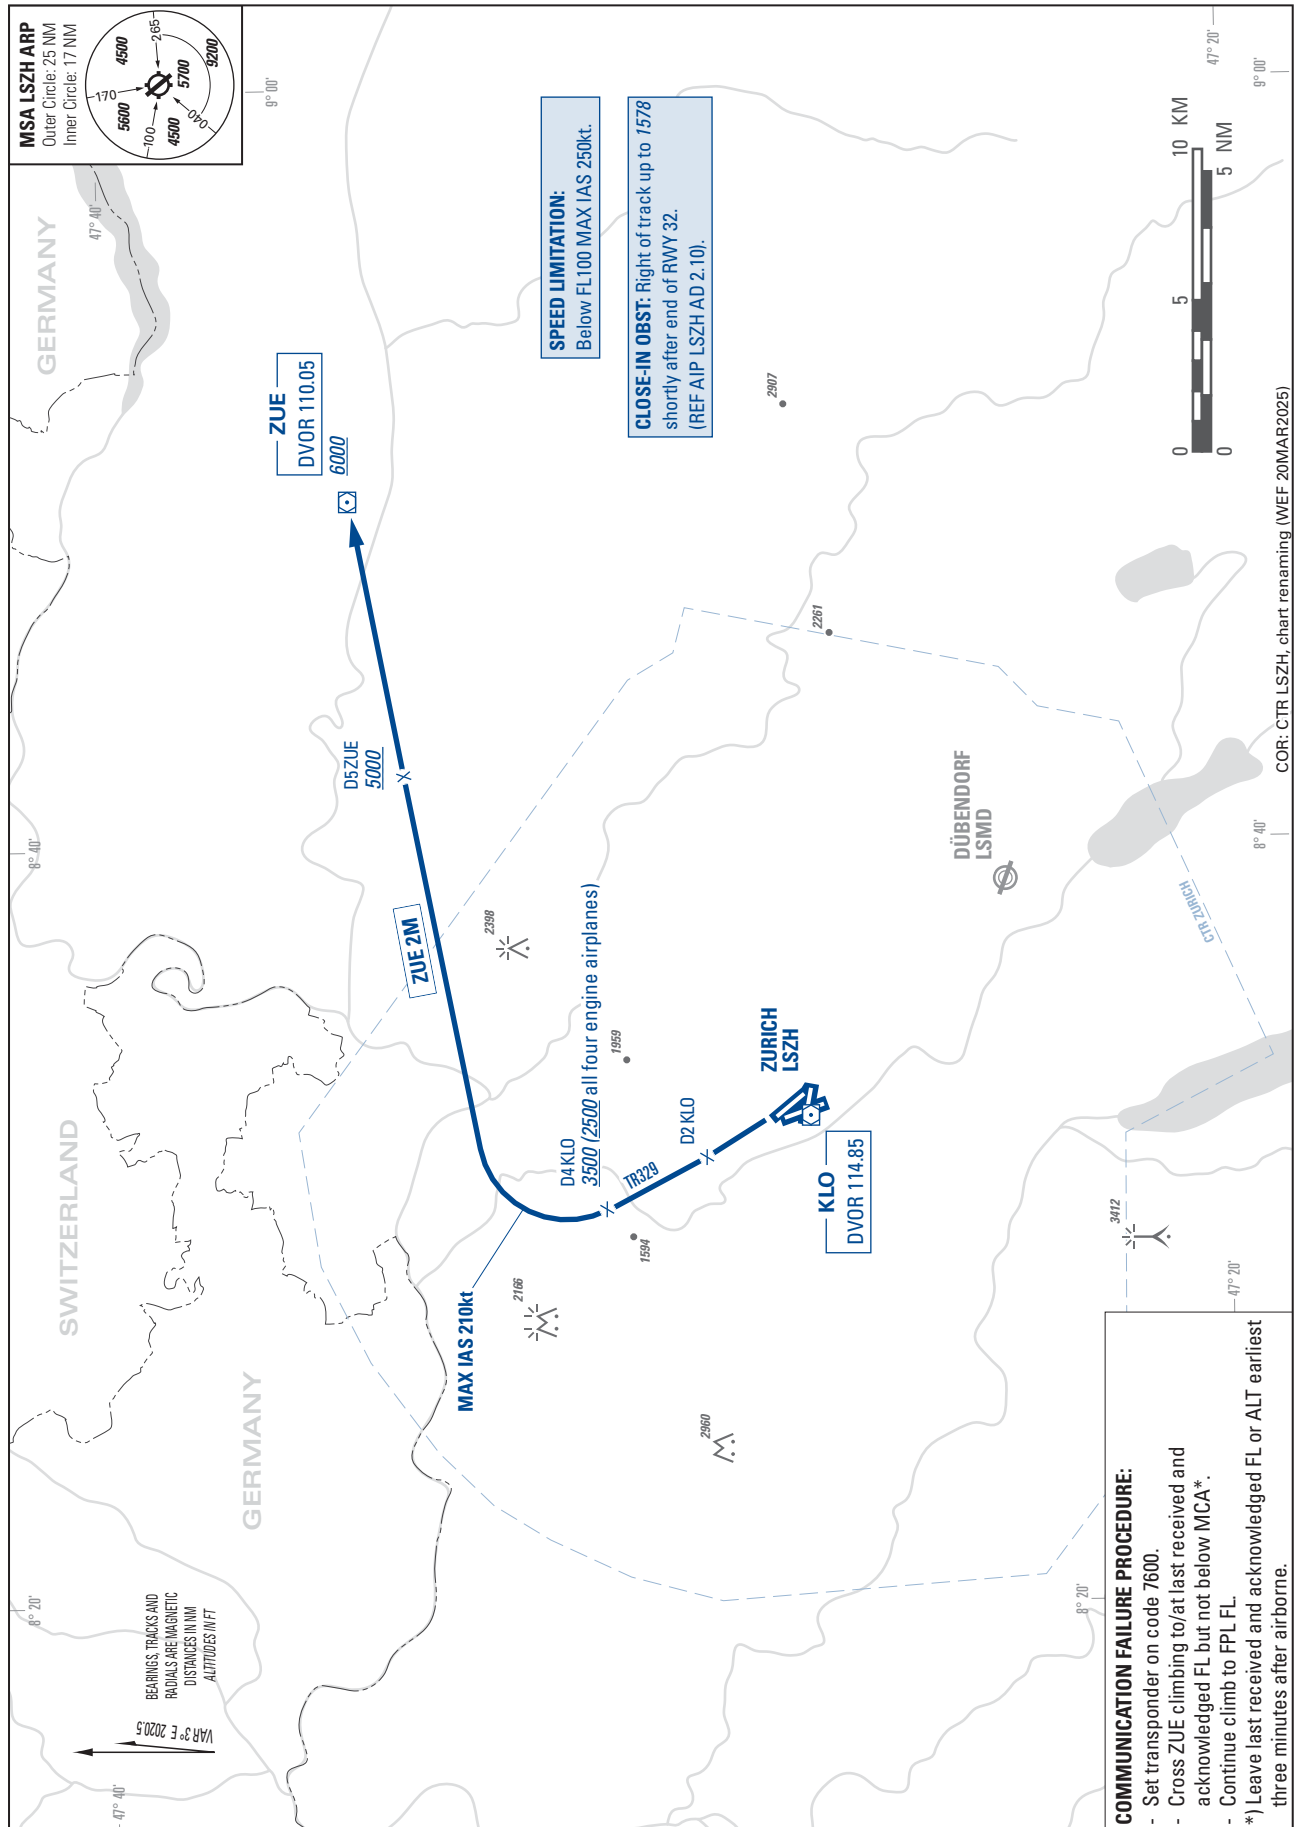 MSA LSZH ARP
Outer Circle: 25 NM
Inner Circle: 17 NM
170
265
100
040
5600
4500
4500
5700
9200
9° 00'
47° 20'
9° 00'
47° 40'
GERMANY
ZUE
DVOR 110.05
6000
SPEED LIMITATION:
Below FL100 MAX IAS 250kt.
CLOSE-IN OBST: Right of track up to 1578
shortly after end of RWY 32.
(REF AIP LSZH AD 2.10).
2907
0 5 10 KM
0 5 NM
COR: CTR LSZH, chart renaming (WEF 20MAR2025)
2261
D5 ZUE
5000
8° 40'
8° 40'
DÜBENDORF
LSMD
CTR ZURICH
ZUE 2M
2398
1959
D4 KLO
3500 (2500 all four engine airplanes)
TR329
D2 KLO
ZURICH
LSZH
KLO
DVOR 114.85
SWITZERLAND
1594
2166
MAX IAS 210kt
3412
47° 20'
2960
GERMANY
8° 20'
8° 20'
BEARINGS, TRACKS AND
RADIALS ARE MAGNETIC
DISTANCES IN NM
ALTITUDES IN FT
VAR 3° E 2020.5
47° 40'
COMMUNICATION FAILURE PROCEDURE:
- Set transponder on code 7600.
- Cross ZUE climbing to/at last received and
acknowledged FL but not below MCA*.
- Continue climb to FPL FL.
*) Leave last received and acknowledged FL or ALT earliest
three minutes after airborne.